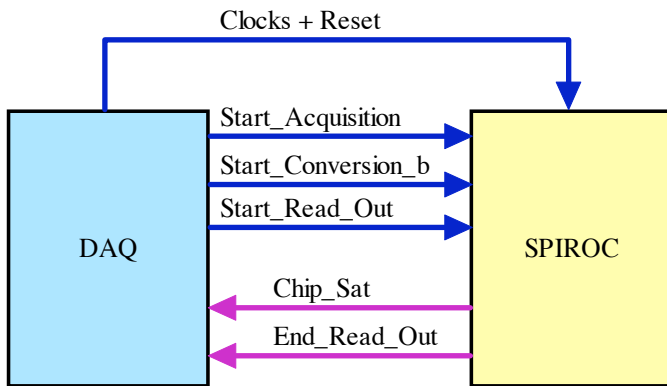 Clocks + Reset
Start_Acquisition
Start_Conversion_b
Start_Read_Out
DAQ
SPIROC
Chip_Sat
End_Read_Out